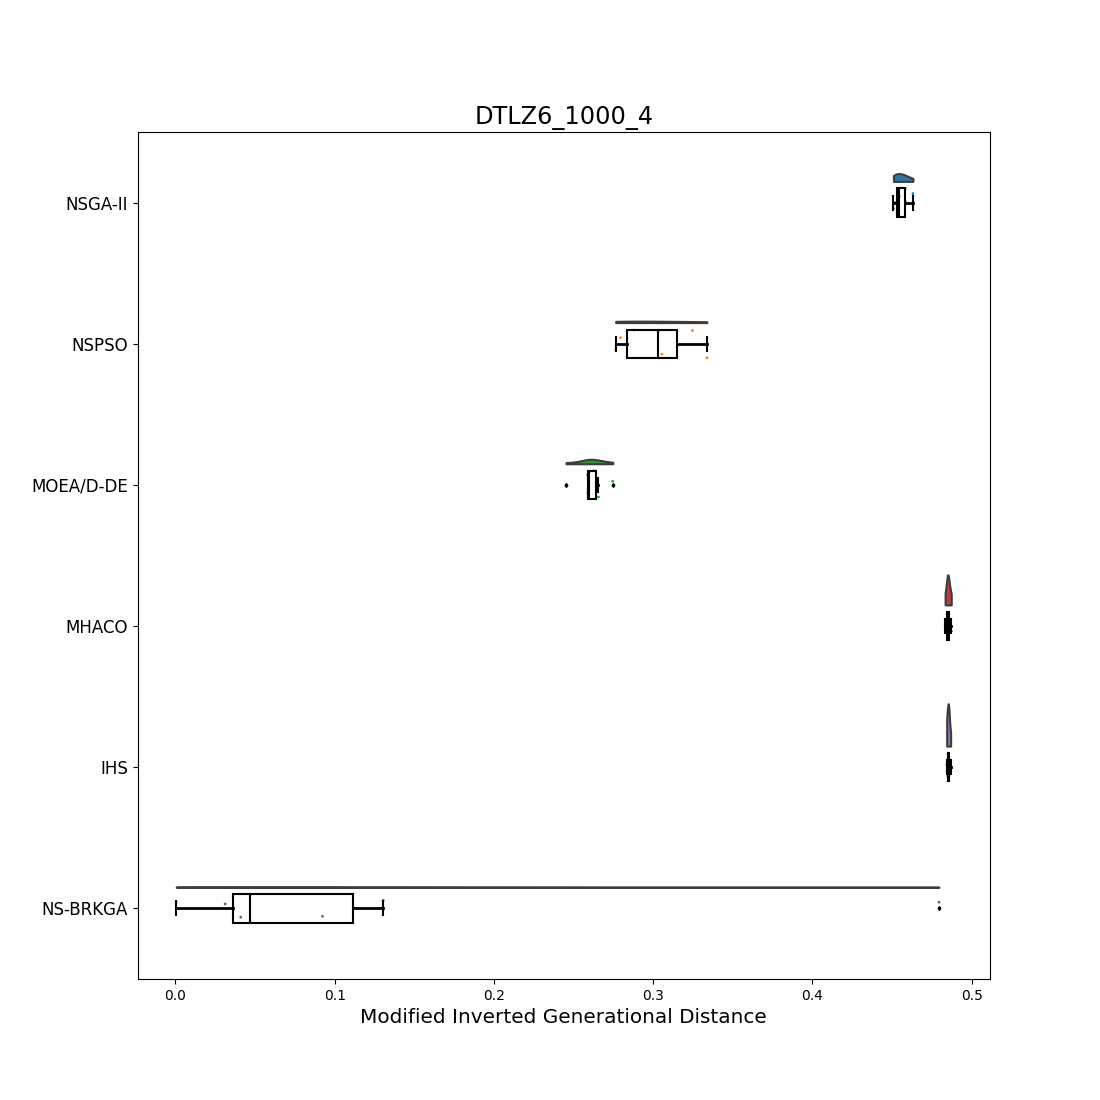 DTLZ6_1000_4
NSGA-II
NSPSO
MOEA/D-DE
MHACO
IHS
NS-BRKGA
0.0 0.1 0.2 0.3 0.4 0.5
Modified Inverted Generational Distance